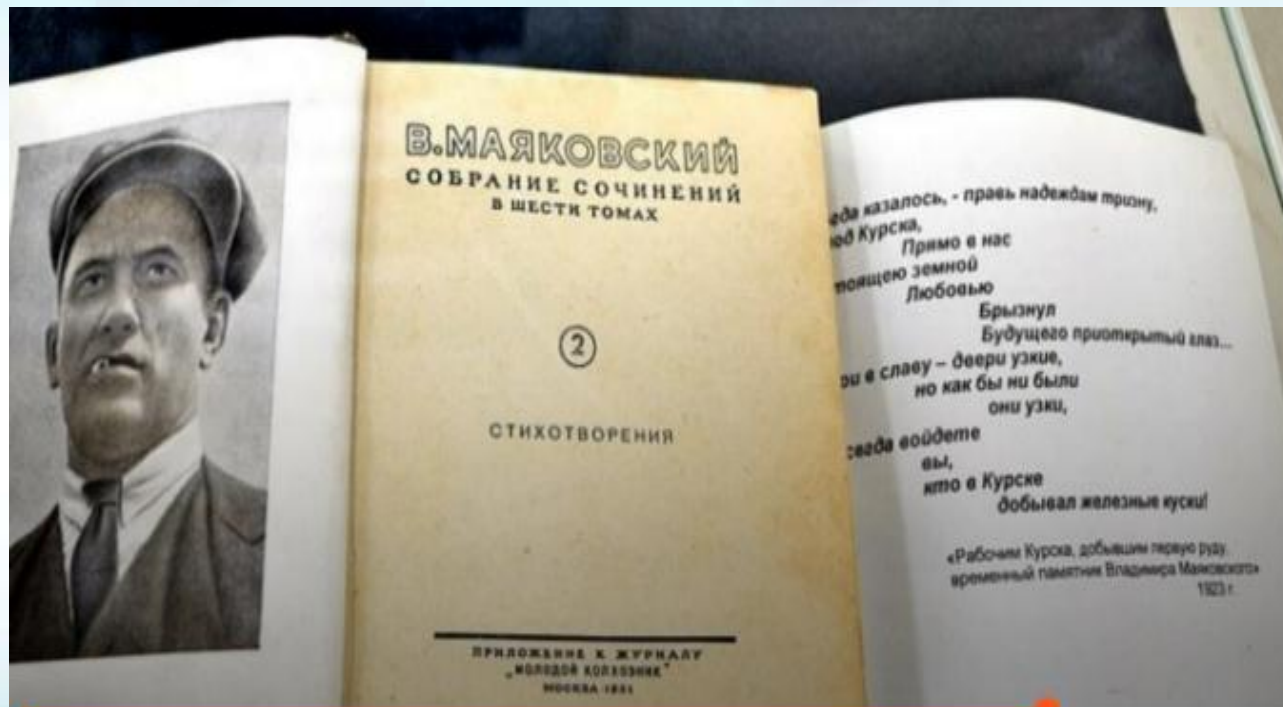 В.МАЯКОВСКИЙ
СОБРАНИЕ СОЧИНЕНИЙ
В ШЕСТИ ТОМАХ
2
СТИХОТВОРЕНИЯ
ПРИЛОЖЕНИЕ К ЖУРНАЛУ
„МОЛОДОЙ КОЛХОЗНИК"
МОСКВА 1951
казалось, - правь надеждам тризну,
Курска,
Прямо в нас
земной
Любовью
Брызнул
Будущего приоткрытый глаз...
в славу – двери узкие,
но как бы ни были
они узки,
войдете
вы,
кто в Курске
добывал железные куски!
«Рабочим Курска, добывшим первую руду,
временный памятник Владимира Маяковского»
1923 г.